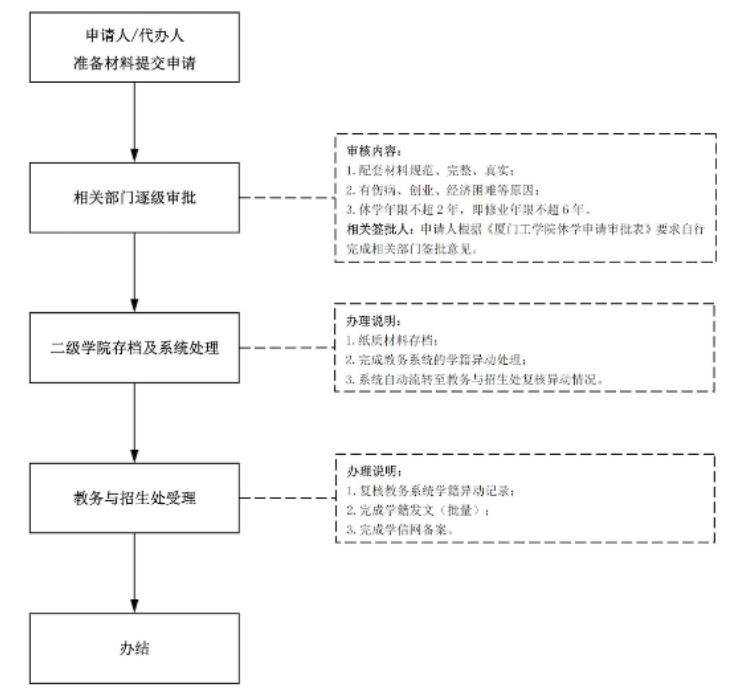 申请人/代办人
准备材料提交申请
相关部门逐级审批
审核内容：
1.配套材料规范、完整、真实；
2.有伤病、创业、经济困难等原因；
3.休学年限不超2年，即修业年限不超6年。
相关签批人：申请人根据《厦门工学院休学申请审批表》要求自行
完成相关部门签批意见。
二级学院存档及系统处理
办理说明：
1.纸质材料存档；
2.完成教务系统的学籍异动处理；
3.系统自动流转至教务与招生处复核异动情况。
教务与招生处受理
办理说明：
1.复核教务系统学籍异动记录；
2.完成学籍发文（批量）；
3.完成学信网备案。
办结